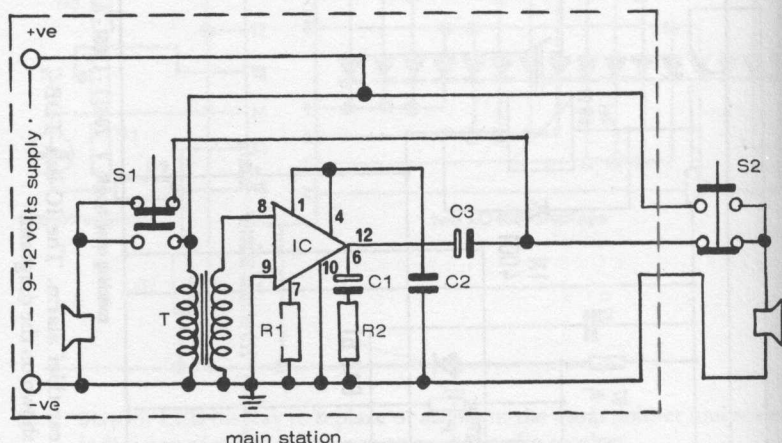 +ve
9-12 volts supply
-ve
S1
T
8
1
4
IC
12
6
9
10
7
R1
C1
R2
C2
C3
S2
main station